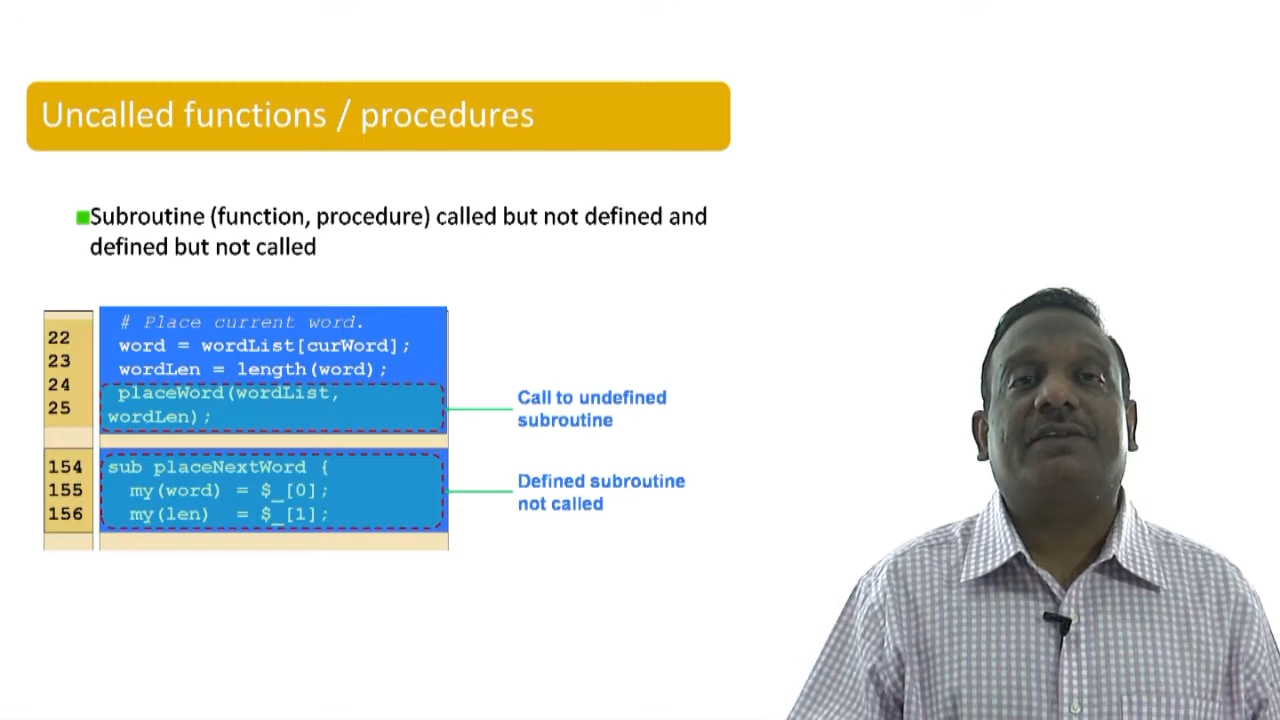 Uncalled functions / procedures
Subroutine (function, procedure) called but not defined and
defined but not called
# Place current word.
22 word = wordList[curWord];
23 wordLen = length(word);
24 placeWord(wordList,
25 wordLen);
Call to undefined
subroutine
154 sub placeNextWord {
155 my(word) = $_[0];
156 my(len) = $_[1];
Defined subroutine
not called